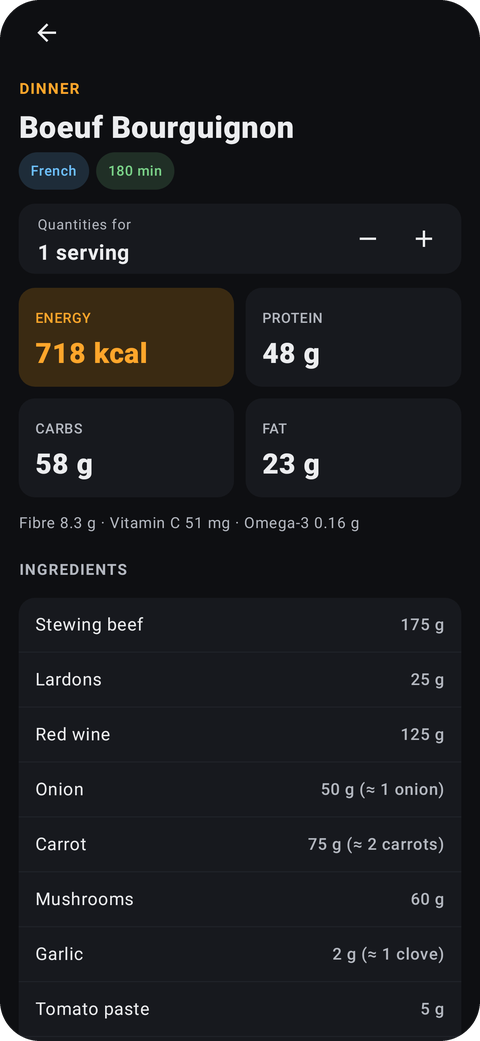 DINNER
Boeuf Bourguignon
French
180 min
Quantities for
1 serving
ENERGY
718 kcal
PROTEIN
48 g
CARBS
58 g
FAT
23 g
Fibre 8.3 g · Vitamin C 51 mg · Omega-3 0.16 g
INGREDIENTS
Stewing beef 175 g
Lardons 25 g
Red wine 125 g
Onion 50 g (≈ 1 onion)
Carrot 75 g (≈ 2 carrots)
Mushrooms 60 g
Garlic 2 g (≈ 1 clove)
Tomato paste 5 g